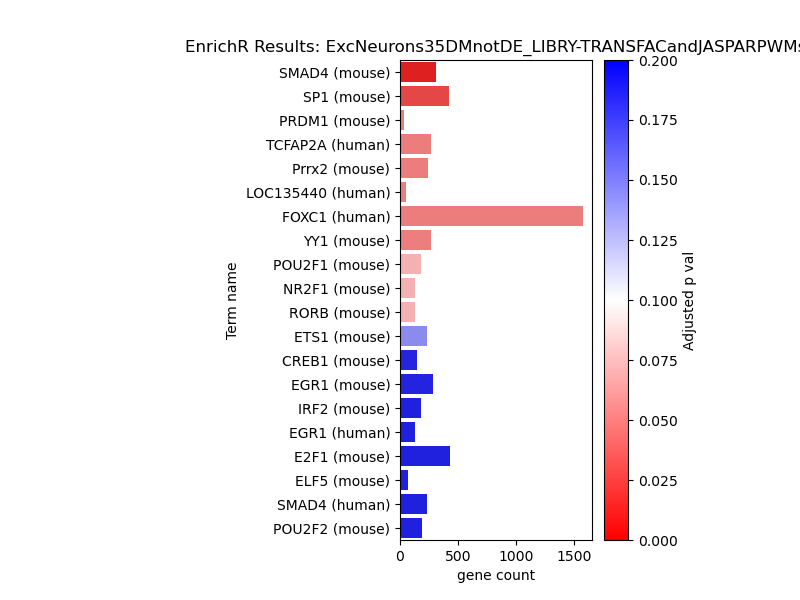 EnrichR Results: ExcNeurons35DMnotDE_LIBRY-TRANSFACandJASPARPWMs
SMAD4 (mouse)
SP1 (mouse)
PRDM1 (mouse)
TCFAP2A (human)
Prrx2 (mouse)
LOC135440 (human)
FOXC1 (human)
YY1 (mouse)
POU2F1 (mouse)
NR2F1 (mouse)
RORB (mouse)
ETS1 (mouse)
CREB1 (mouse)
EGR1 (mouse)
IRF2 (mouse)
EGR1 (human)
E2F1 (mouse)
ELF5 (mouse)
SMAD4 (human)
POU2F2 (mouse)
Term name
0 500 1000 1500
gene count
0.200
0.175
0.150
0.125
0.100
0.075
0.050
0.025
0.000
Adjusted p val